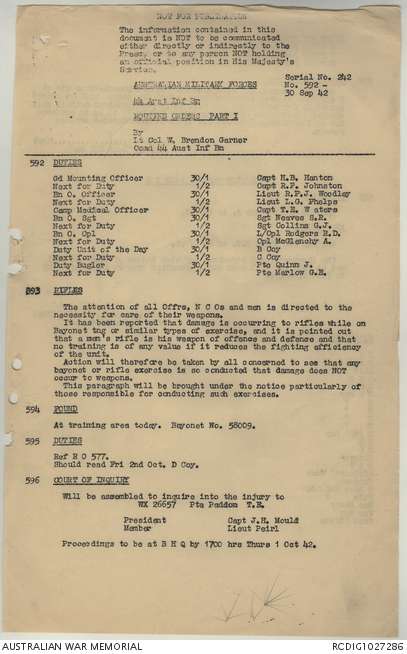 NOT FOR PUBLICATION
The information contained in this
document is NOT to be communicated
either directly or indirectly to the
Press, or to any person NOT holding
an official position in His Majesty's
Service.
Serial No. 242
AUSTRALIAN MILITARY FORCES No. 592 -
30 Sep 42
44 Aust Inf Bn
ROUTINE ORDERS PART I
By
Lt Col W. Brendon Garner
Comd 44 Aust Inf Bn
592 DUTIES
Gd Mounting Officer 30/1 Capt H.B. Hanton
Next for Duty 1/2 Capt R.F. Johnston
Bn O. Officer 30/1 Lieut R.P.J. Woodley
Next for Duty 1/2 Lieut L.G. Phelps
Camp Medical Officer 30/1 Capt T.E. Waters
Bn O. Sgt 30/1 Sgt Neaves S.R.
Next for Duty 1/2 Sgt Collins G.J.
Bn O. Cpl 30/1 L/Cpl Rodgers H.D.
Next for Duty 1/2 Cpl McGlenchy A.
Duty Unit of the Day 30/1 B Coy
Next for Duty 1/2 C Coy
Duty Bugler 30/1 Pte Quinn J.
Next for Duty 1/2 Pte Marlow G.H.
593 RIFLES
The attention of all Offrs, N C Os and men is directed to the
necessity for care of their weapons.
It has been reported that damage is occurring to rifles while on
Bayonet tng or similar types of exercise, and it is pointed out
that a man's rifle is his weapon of offence and defence and that
no training is of any value if it reduces the fighting efficiency
of the unit.
Action will therefore be taken by all concerned to see that any
bayonet or rifle exercise is so conducted that damage does NOT
occur to weapons.
This paragraph will be brought under the notice particularly of
those responsible for conducting such exercises.
594 FOUND
At training area today. Bayonet No. 58009.
595 DUTIES
Ref R O 577.
Should read Fri 2nd Oct. D Coy.
596 COURT OF INQUIRY
Will be assembled to inquire into the injury to
WX 26657 Pte Peddom T.R.
President Capt J.H. Mould
Member Lieut Peirl
Proceedings to be at B H Q by 1700 hrs Thurs 1 Oct 42.
AUSTRALIAN WAR MEMORIAL RCDIG1027286